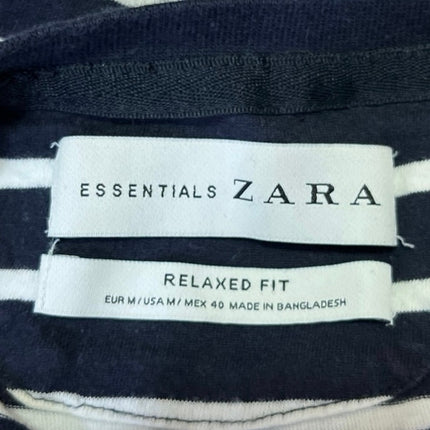 ESSENTIALS ZARA
RELAXED FIT
EUR M/USA M/ MEX 40 MADE IN BANGLADESH